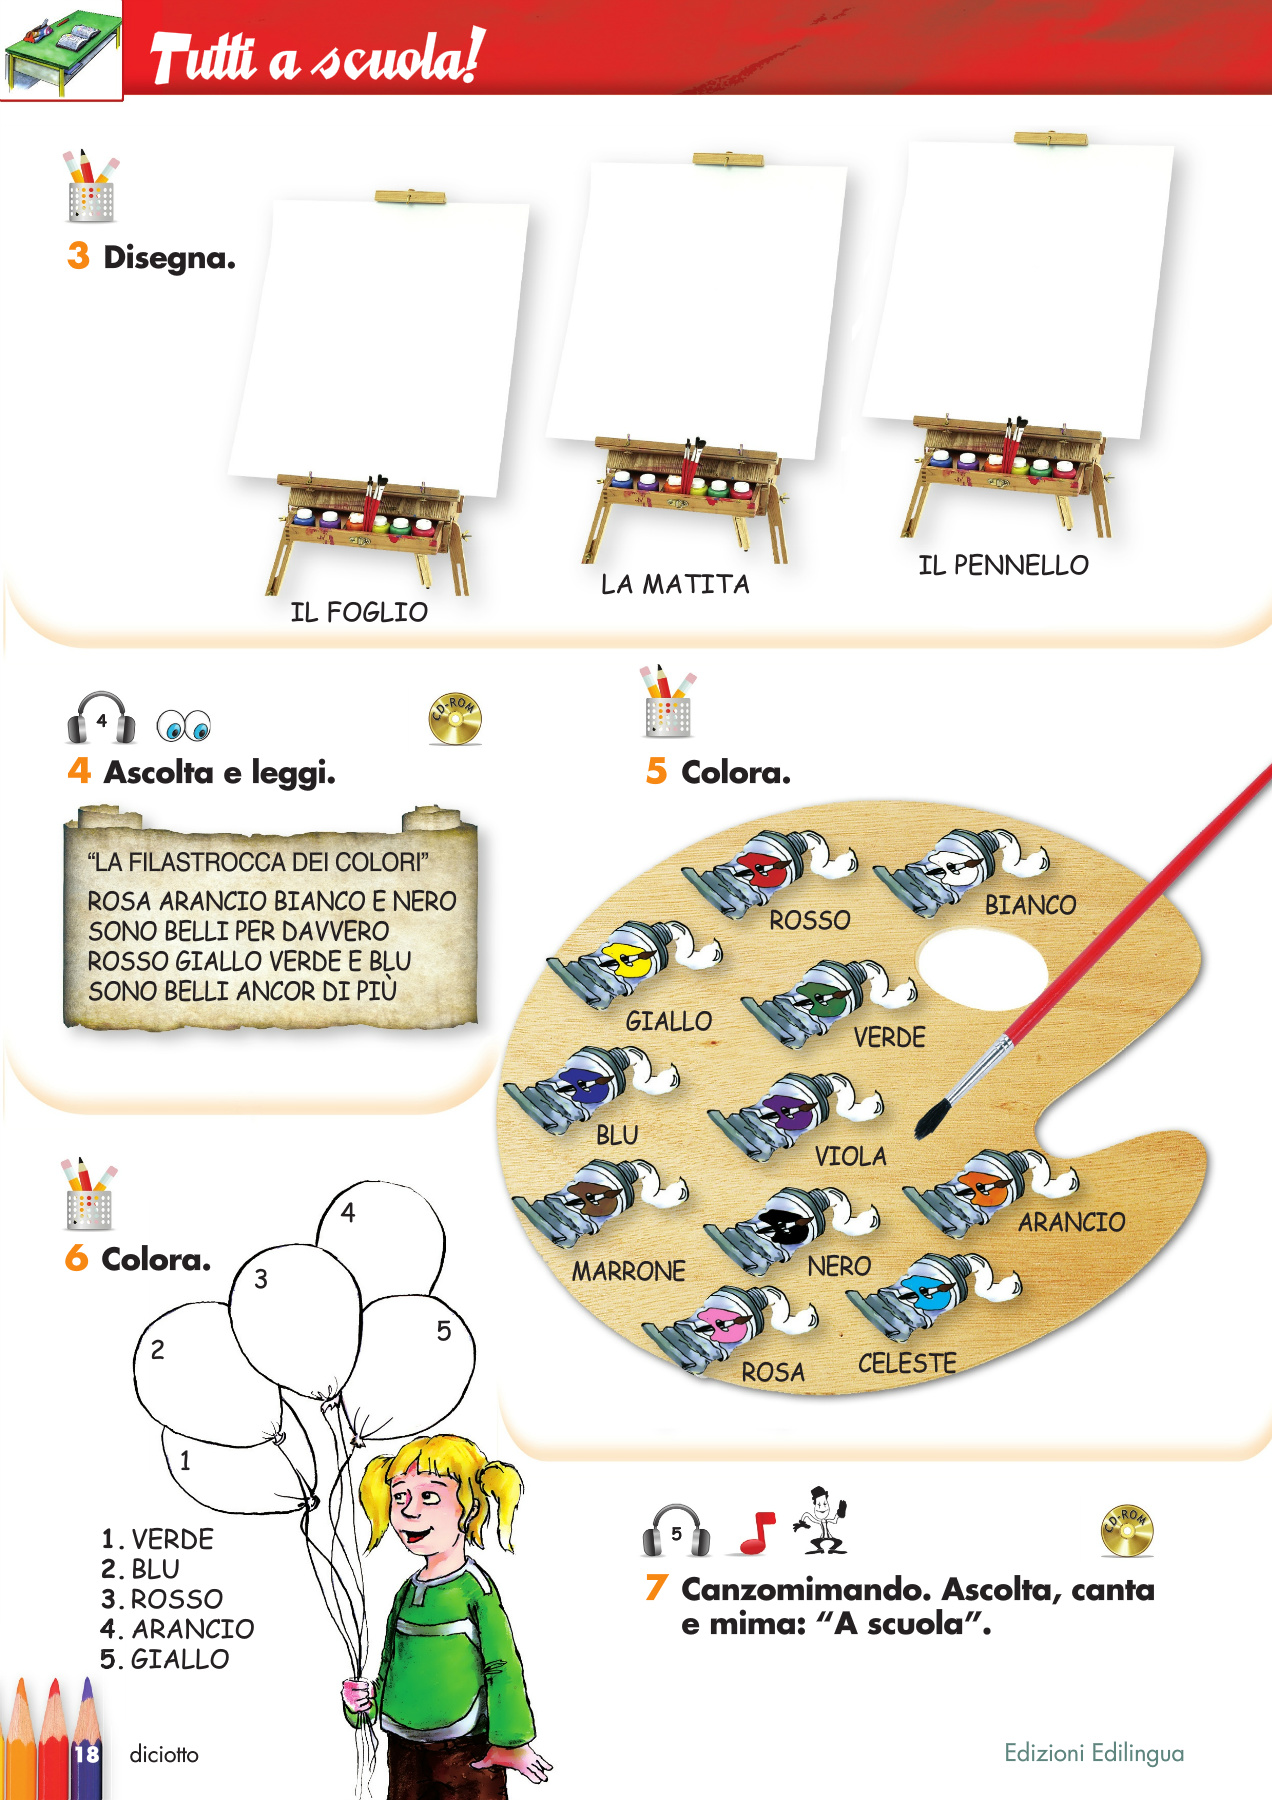 Tutti a scuola!
3 Disegna.
IL FOGLIO
LA MATITA
IL PENNELLO
4
CD-ROM
4 Ascolta e leggi.
“LA FILASTROCCA DEI COLORI”
ROSA ARANCIO BIANCO E NERO
SONO BELLI PER DAVVERO
ROSSO GIALLO VERDE E BLU
SONO BELLI ANCOR DI PIÙ
5 Colora.
ROSSO
BIANCO
GIALLO
VERDE
BLU
VIOLA
ARANCIO
MARRONE
NERO
ROSA
CELESTE
6 Colora.
4
3
5
2
1
1. VERDE
2. BLU
3. ROSSO
4. ARANCIO
5. GIALLO
5
CD-ROM
7 Canzomimando. Ascolta, canta
e mima: “A scuola”.
18 diciotto
Edizioni Edilingua